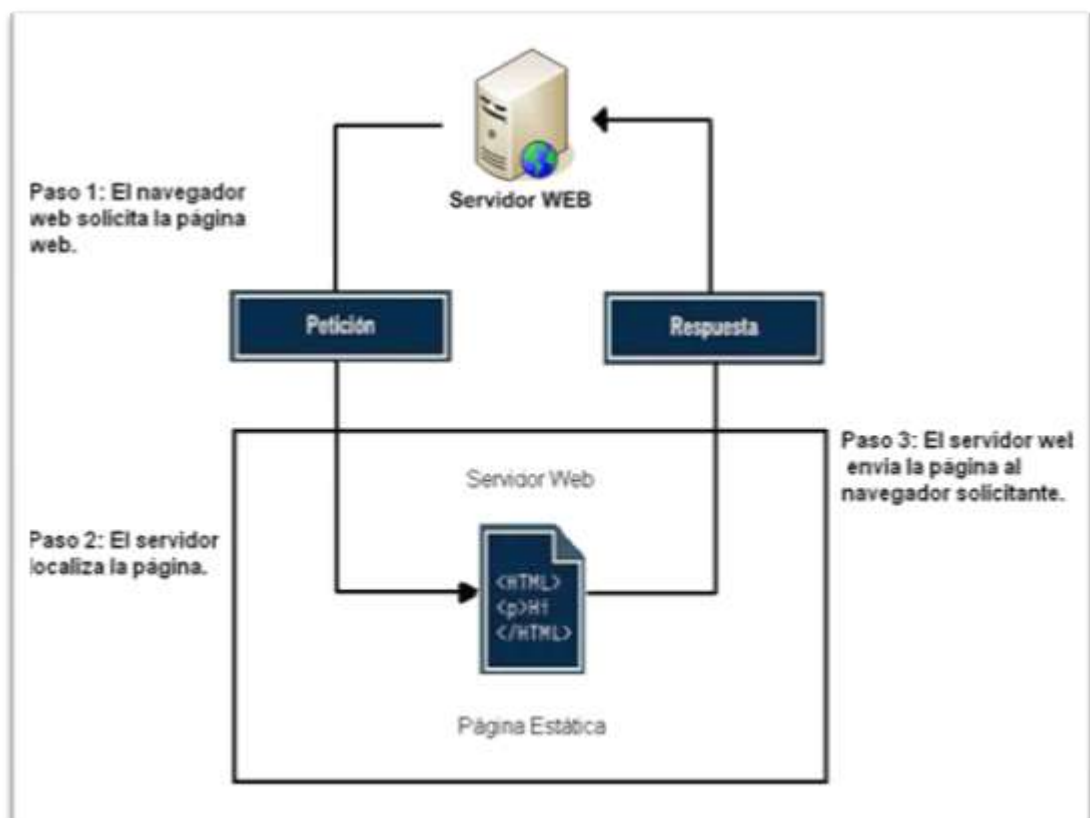 Servidor WEB
Paso 1: El navegador
web solicita la página
web.
Petición
Respuesta
Servidor Web
Paso 3: El servidor wel
envia la página al
navegador solicitante.
Paso 2: El servidor
localiza la página.
<HTML>
<p>Hi
</HTML>
Página Estática